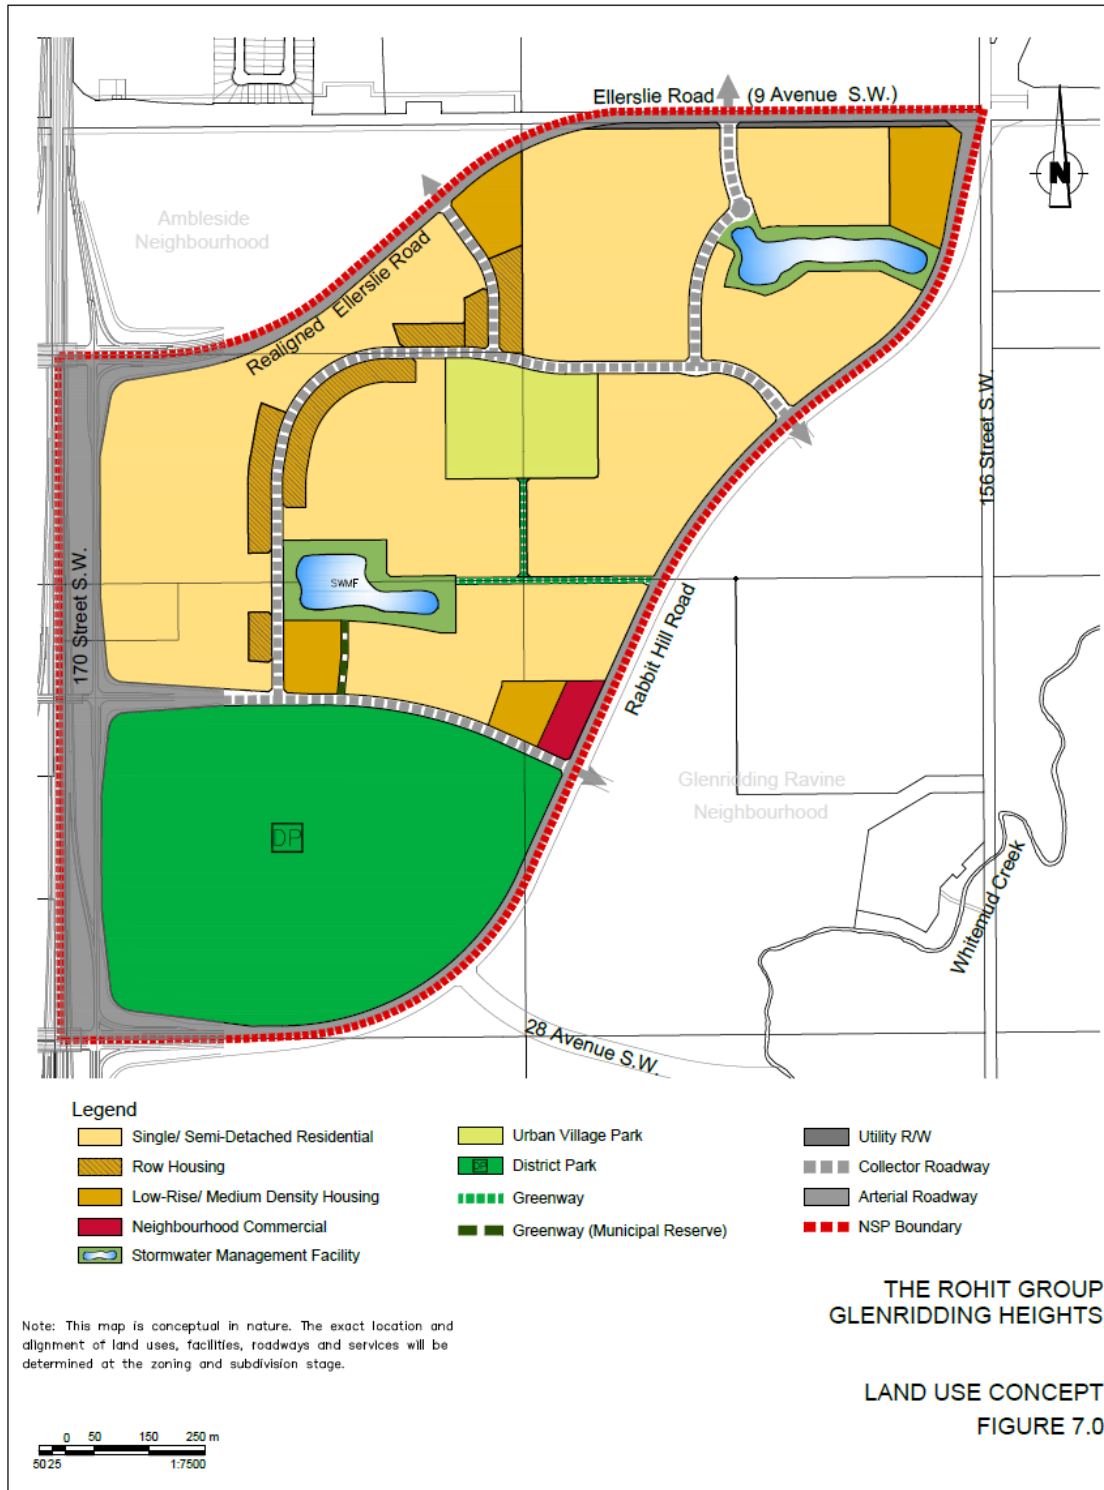 Ellerslie Road (9 Avenue S.W.)
N
Ambleside
Neighbourhood
Realigned Ellerslie Road
156 Street S.W.
170 Street S.W.
SWMF
Rabbit Hill Road
Glenridding Ravine
Neighbourhood
DP
Whitemud Creek
28 Avenue S.W.
Legend
Single/ Semi-Detached Residential
Row Housing
Low-Rise/ Medium Density Housing
Neighbourhood Commercial
Stormwater Management Facility
Urban Village Park
DP District Park
Greenway
Greenway (Municipal Reserve)
Utility R/W
Collector Roadway
Arterial Roadway
NSP Boundary
THE ROHIT GROUP
GLENRIDDING HEIGHTS
Note: This map is conceptual in nature. The exact location and
alignment of land uses, facilities, roadways and services will be
determined at the zoning and subdivision stage.
LAND USE CONCEPT
FIGURE 7.0
0 50 150 250 m
5025 1:7500